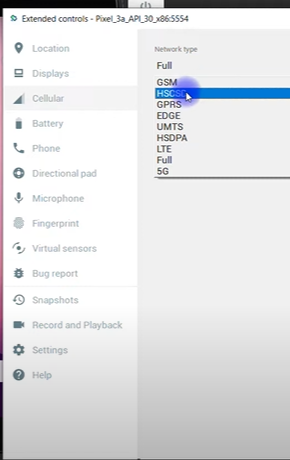 Extended controls - Pixel_3a_API_30_x86:5554
Location
Displays
Cellular
Battery
Phone
Directional pad
Microphone
Fingerprint
Virtual sensors
Bug report
Snapshots
Record and Playback
Settings
Help
Network type
Full
GSM
HSCSD
GPRS
EDGE
UMTS
HSDPA
LTE
Full
5G